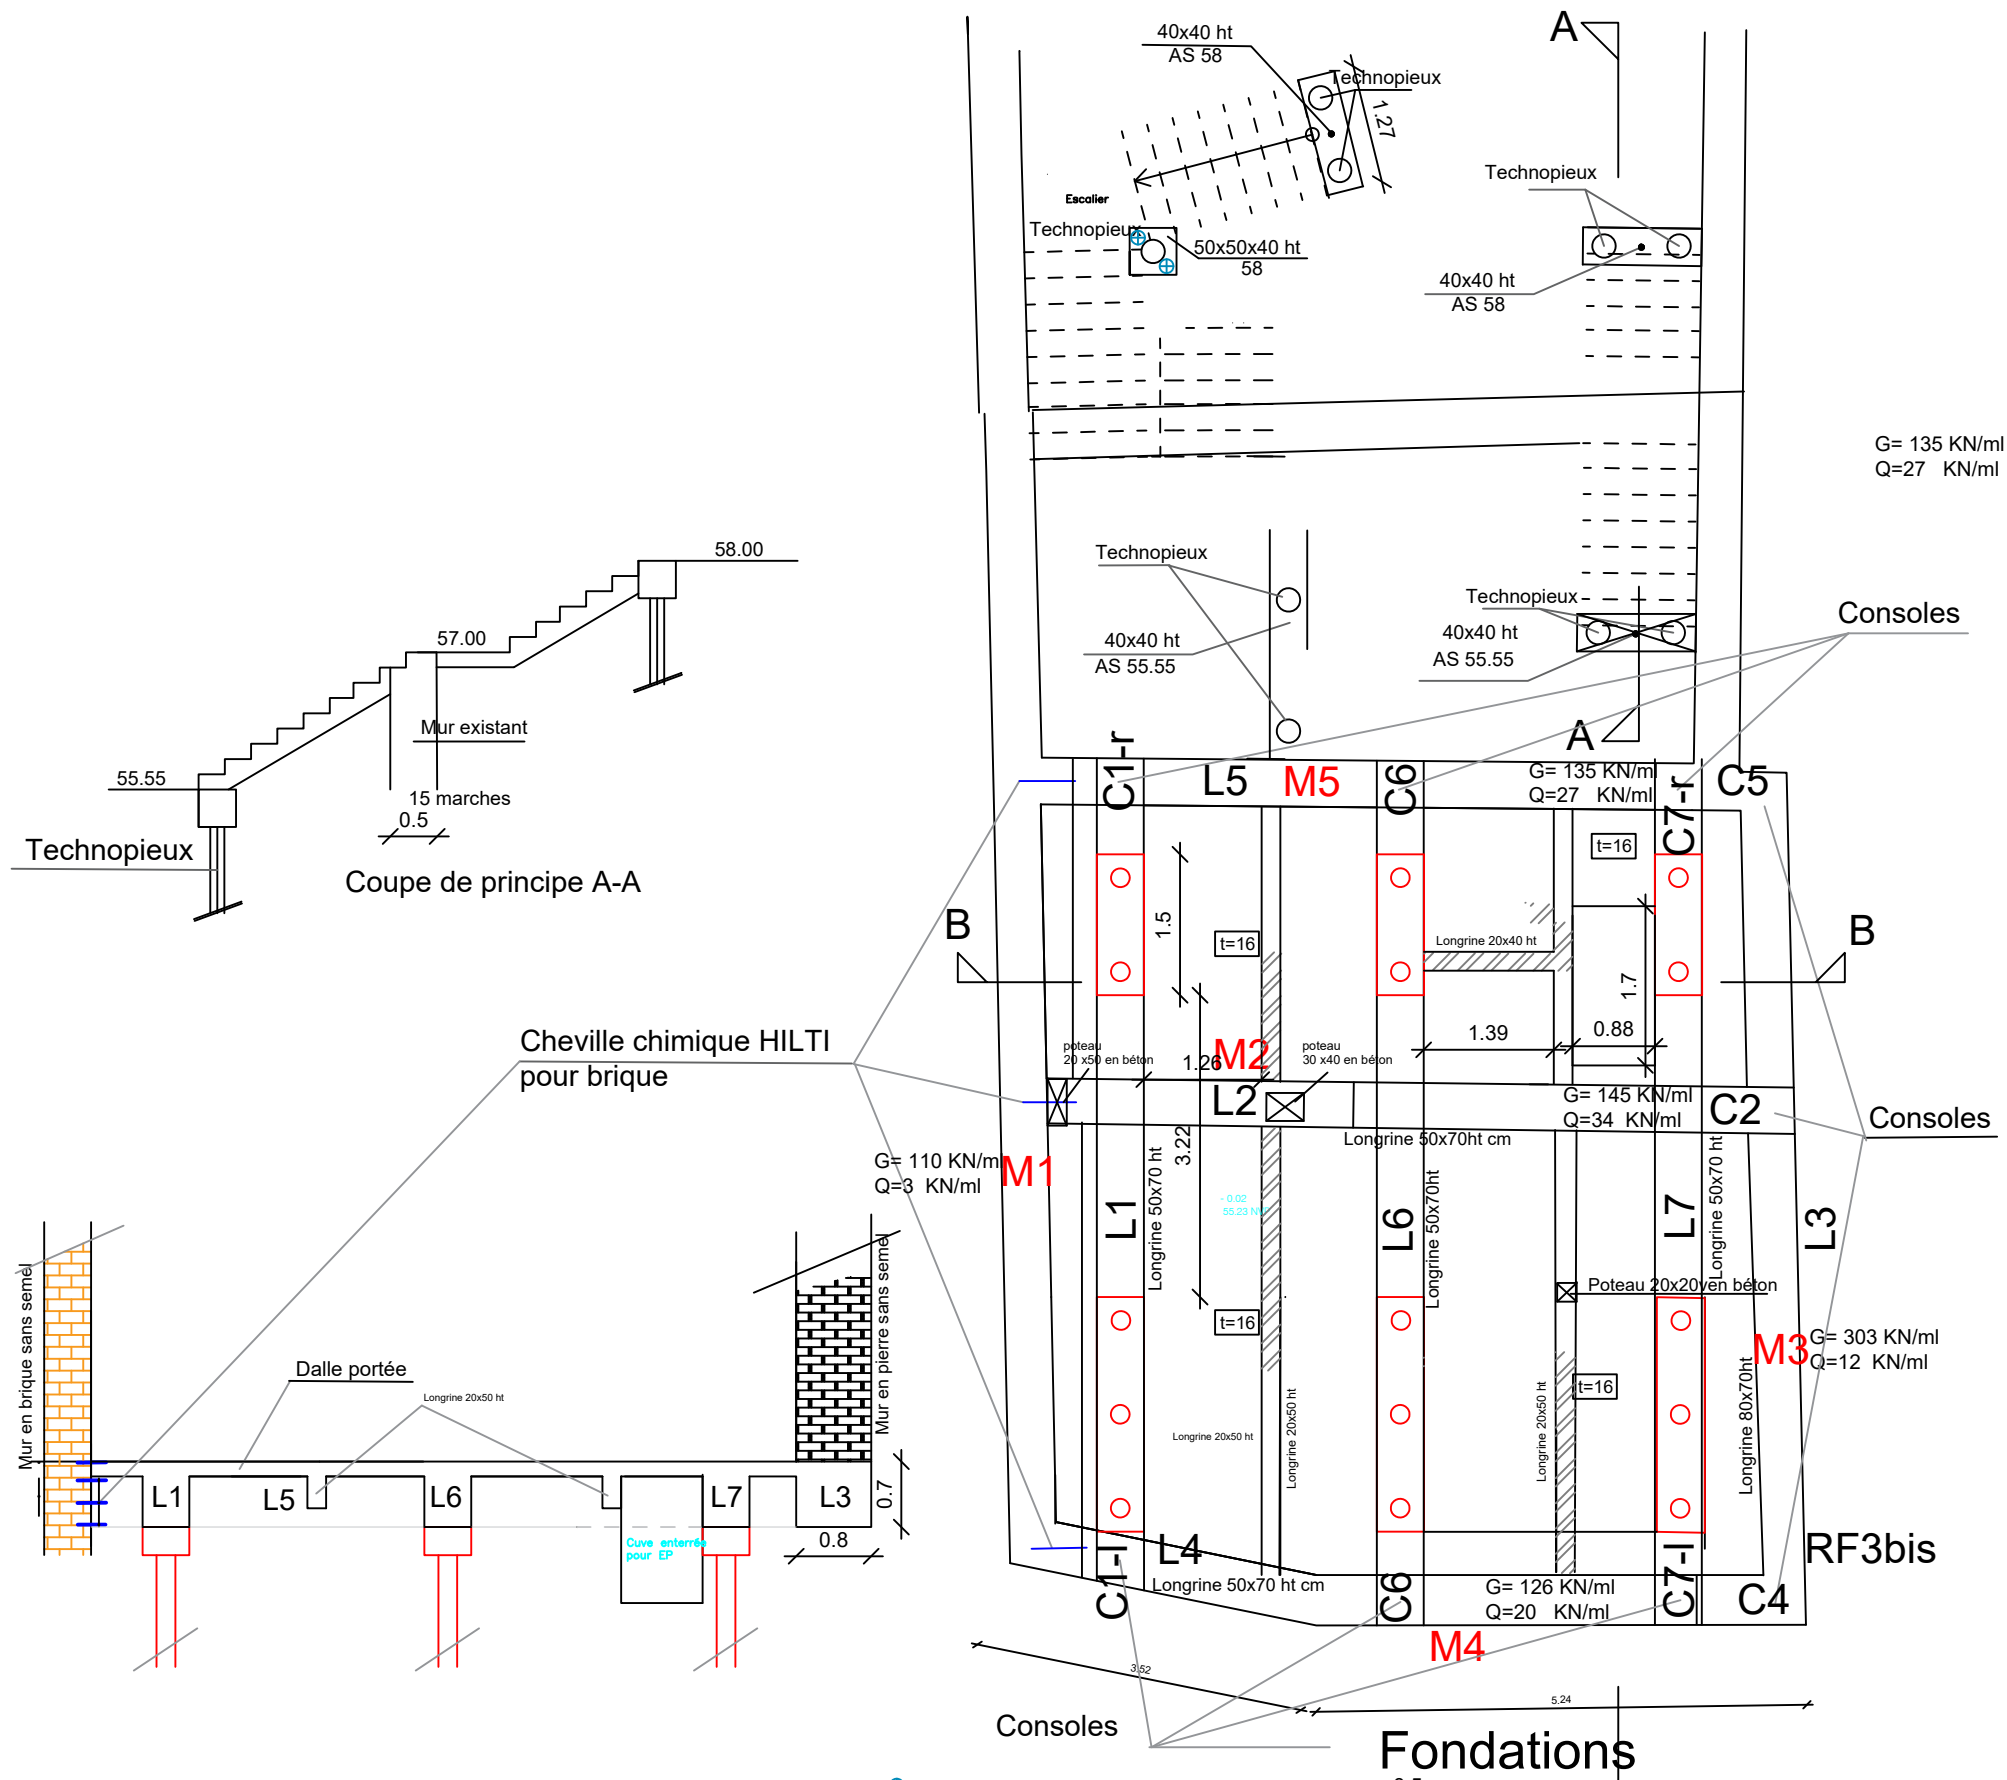 A
40x40 ht
AS 58
Technopieux
1.27
Technopieux
Escalier
Technopieux
50x50x40 ht
58
40x40 ht
AS 58
G= 135 KN/ml
Q=27 KN/ml
58.00
57.00
55.55
Mur existant
15 marches
0.5
Technopieux
Coupe de principe A-A
Technopieux
40x40 ht
AS 55.55
Technopieux
40x40 ht
AS 55.55
Consoles
A
C1-r
L5
M5
C6
G= 135 KN/ml
Q=27 KN/ml
C7-r
C5
t=16
1.5
B
t=16
Longrine 20x40 ht
1.7
B
1.39
0.88
Cheville chimique HILTI
pour brique
poteau
20 x50 en béton
1.26
M2
poteau
30 x40 en béton
L2
G= 145 KN/ml
Q=34 KN/ml
C2
Consoles
Longrine 50x70ht cm
3.22
G= 110 KN/ml
Q=3 KN/ml
M1
- 0.02
55.23 NVP
L1
Longrine 50x70 ht
L6
Longrine 50x70ht
L7
Longrine 50x70 ht
L3
Poteau 20x20ven béton
t=16
M3
G= 303 KN/ml
Q=12 KN/ml
t=16
Longrine 80x70ht
Longrine 20x50 ht
Longrine 20x50 ht
Longrine 20x50 ht
Mur en brique sans semel
Dalle portée
Longrine 20x50 ht
Mur en pierre sans semel
L1
L5
L6
L7
L3
0.7
0.8
Cuve enterrée
pour EP
C1-l
L4
Longrine 50x70 ht cm
C6
G= 126 KN/ml
Q=20 KN/ml
C7-l
C4
RF3bis
M4
3.52
5.24
Consoles
Fondations